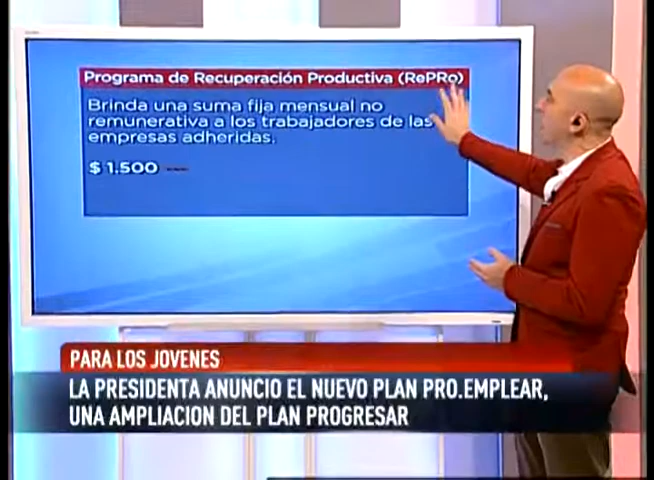 Programa de Recuperación Productiva (RePRo)
Brinda una suma fija mensual no
remunerativa a los trabajadores de las
empresas adheridas.
$ 1.500
PARA LOS JOVENES
LA PRESIDENTA ANUNCIO EL NUEVO PLAN PRO.EMPLEAR,
UNA AMPLIACION DEL PLAN PROGRESAR